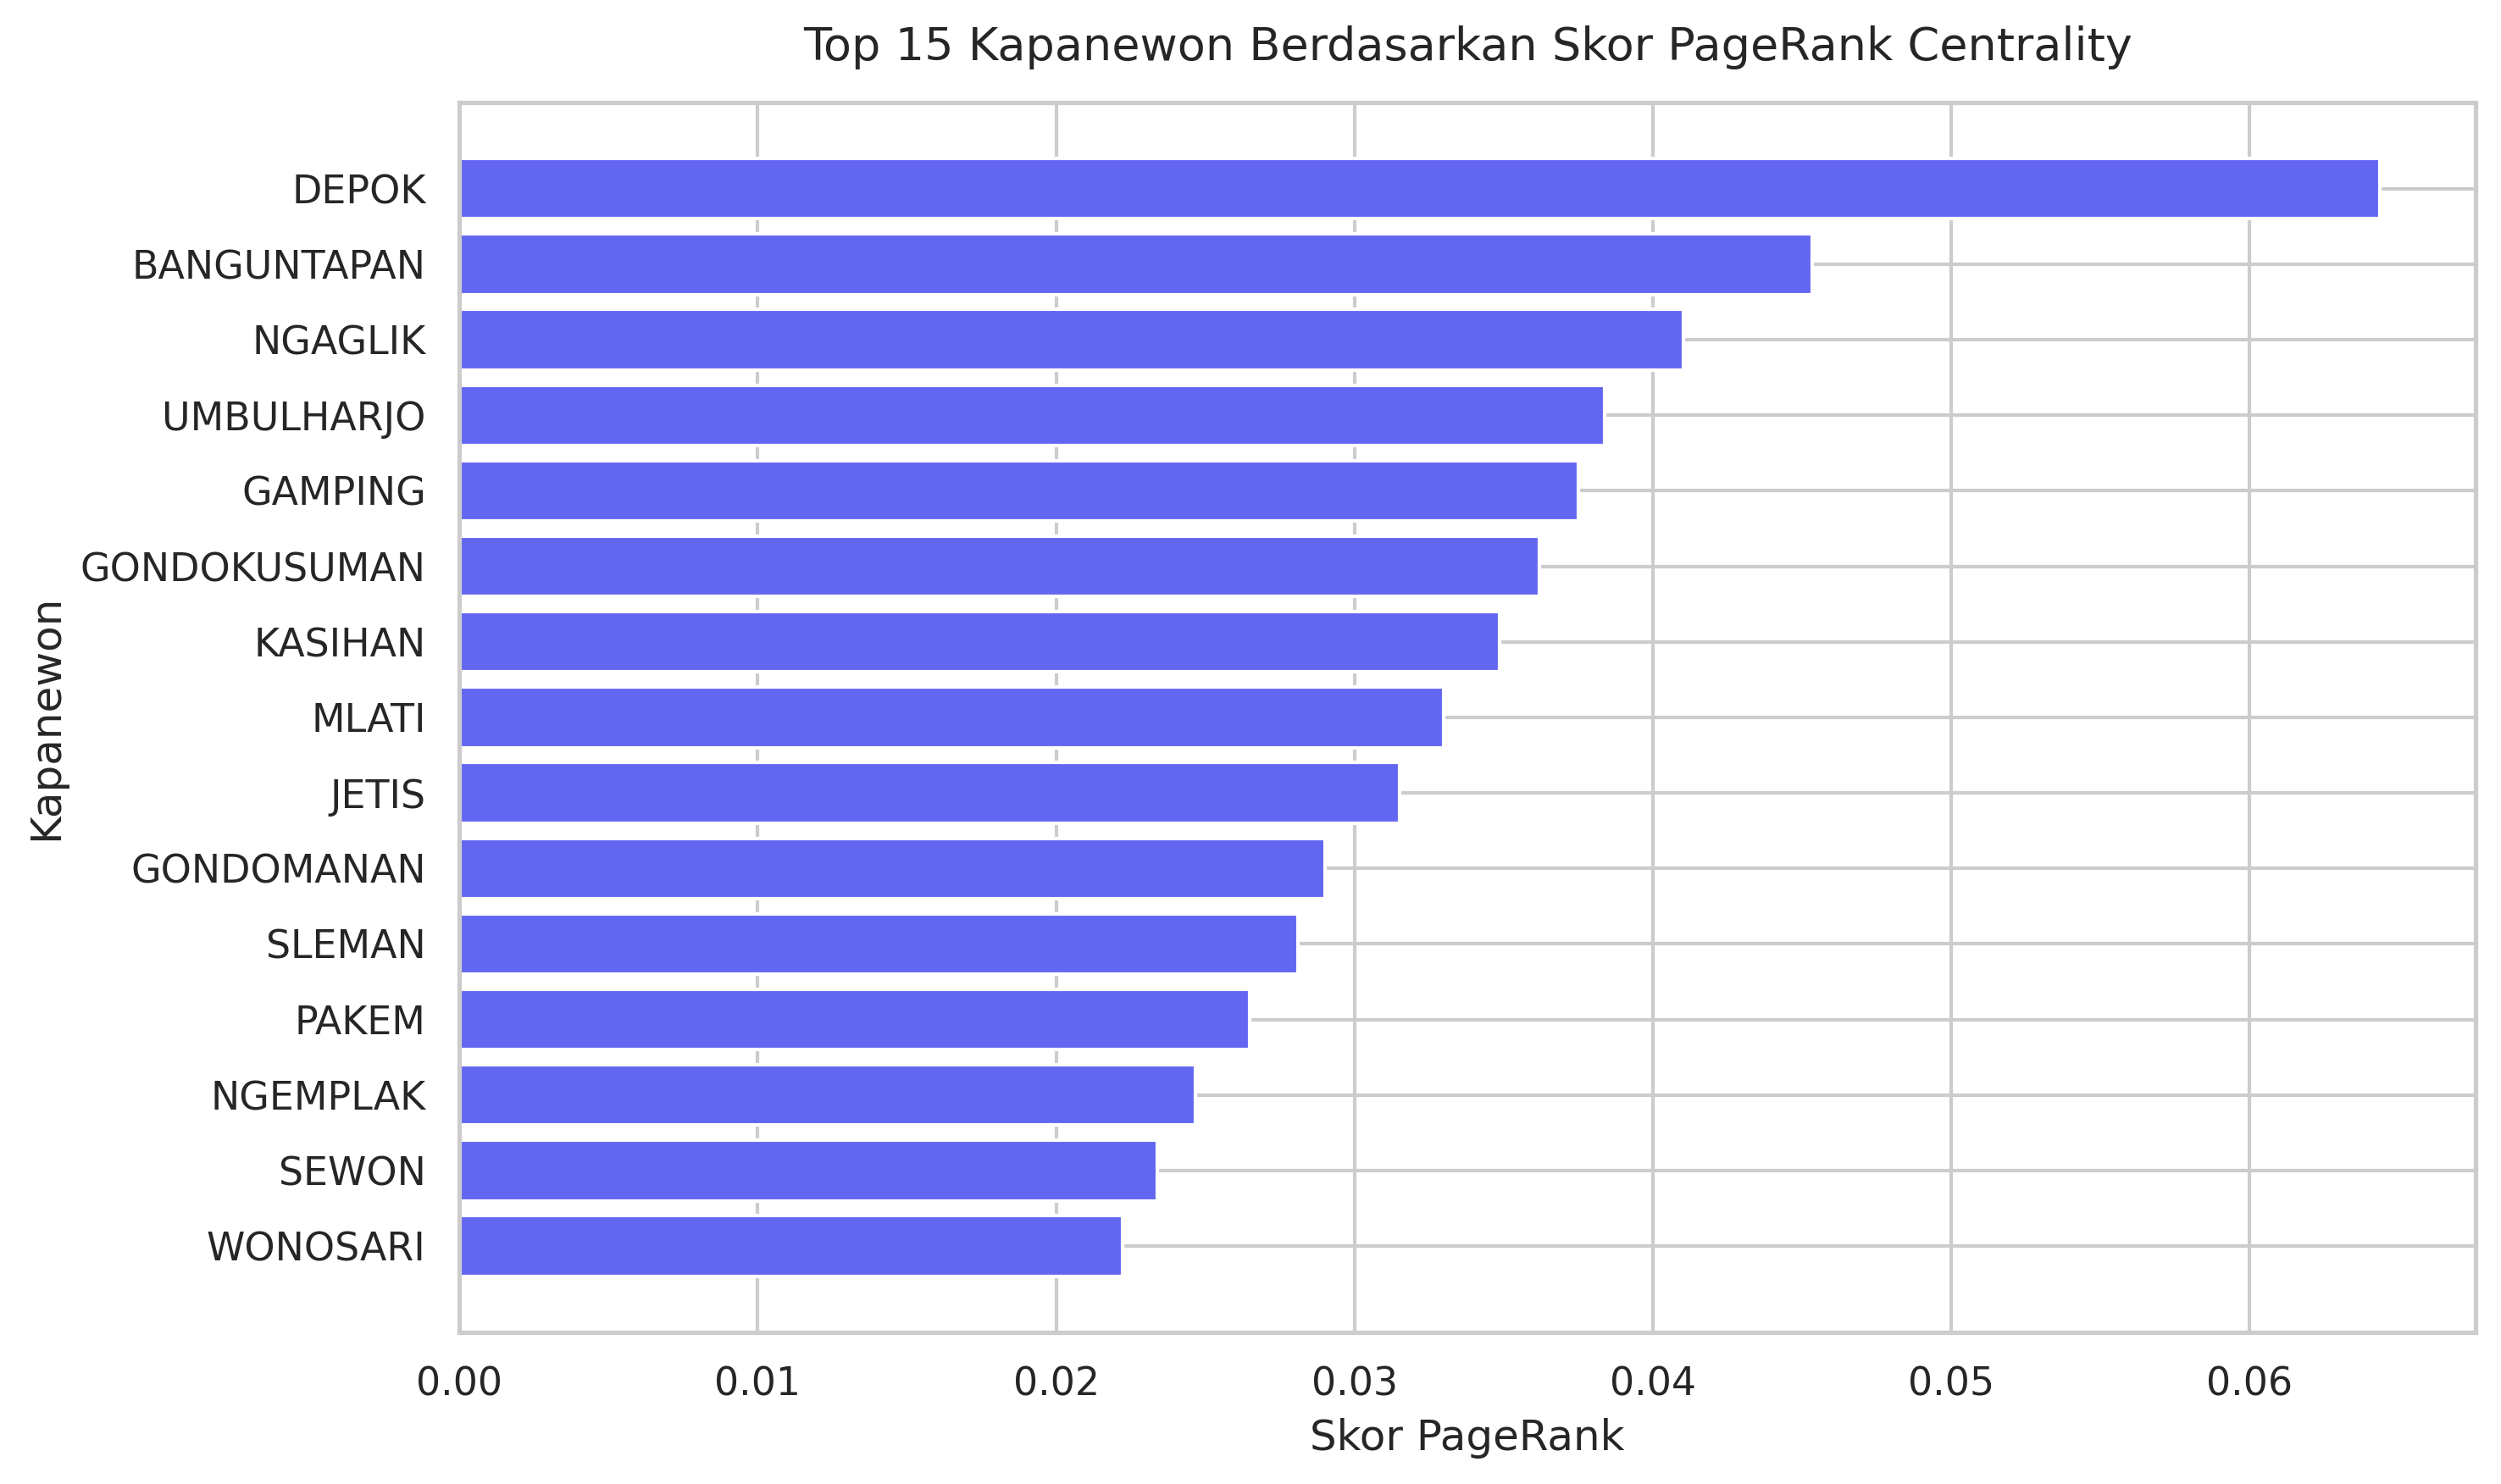 Top 15 Kapanewon Berdasarkan Skor PageRank Centrality
Kapanewon
DEPOK
BANGUNTAPAN
NGAGLIK
UMBULHARJO
GAMPING
GONDOKUSUMAN
KASIHAN
MLATI
JETIS
GONDOMANAN
SLEMAN
PAKEM
NGEMPLAK
SEWON
WONOSARI
0.00 0.01 0.02 0.03 0.04 0.05 0.06
Skor PageRank